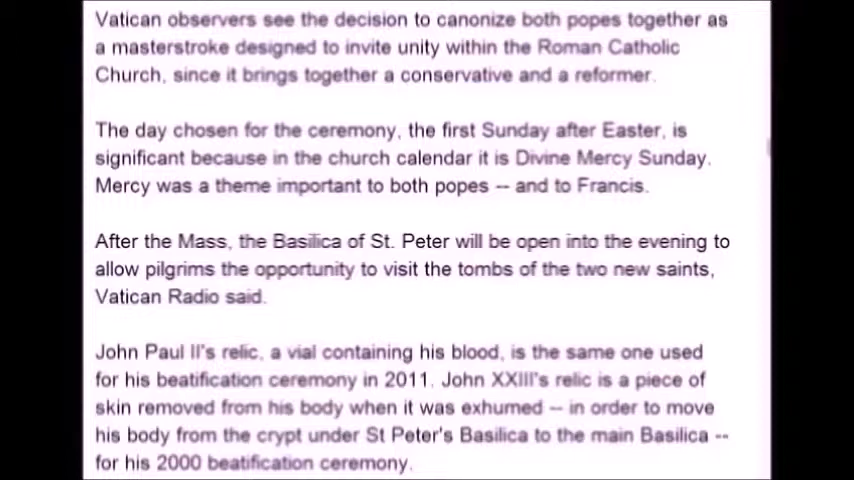 Vatican observers see the decision to canonize both popes together as
a masterstroke designed to invite unity within the Roman Catholic
Church, since it brings together a conservative and a reformer.
The day chosen for the ceremony, the first Sunday after Easter, is
significant because in the church calendar it is Divine Mercy Sunday.
Mercy was a theme important to both popes -- and to Francis.
After the Mass, the Basilica of St. Peter will be open into the evening to
allow pilgrims the opportunity to visit the tombs of the two new saints,
Vatican Radio said.
John Paul II's relic, a vial containing his blood, is the same one used
for his beatification ceremony in 2011. John XXIII's relic is a piece of
skin removed from his body when it was exhumed -- in order to move
his body from the crypt under St Peter's Basilica to the main Basilica --
for his 2000 beatification ceremony.